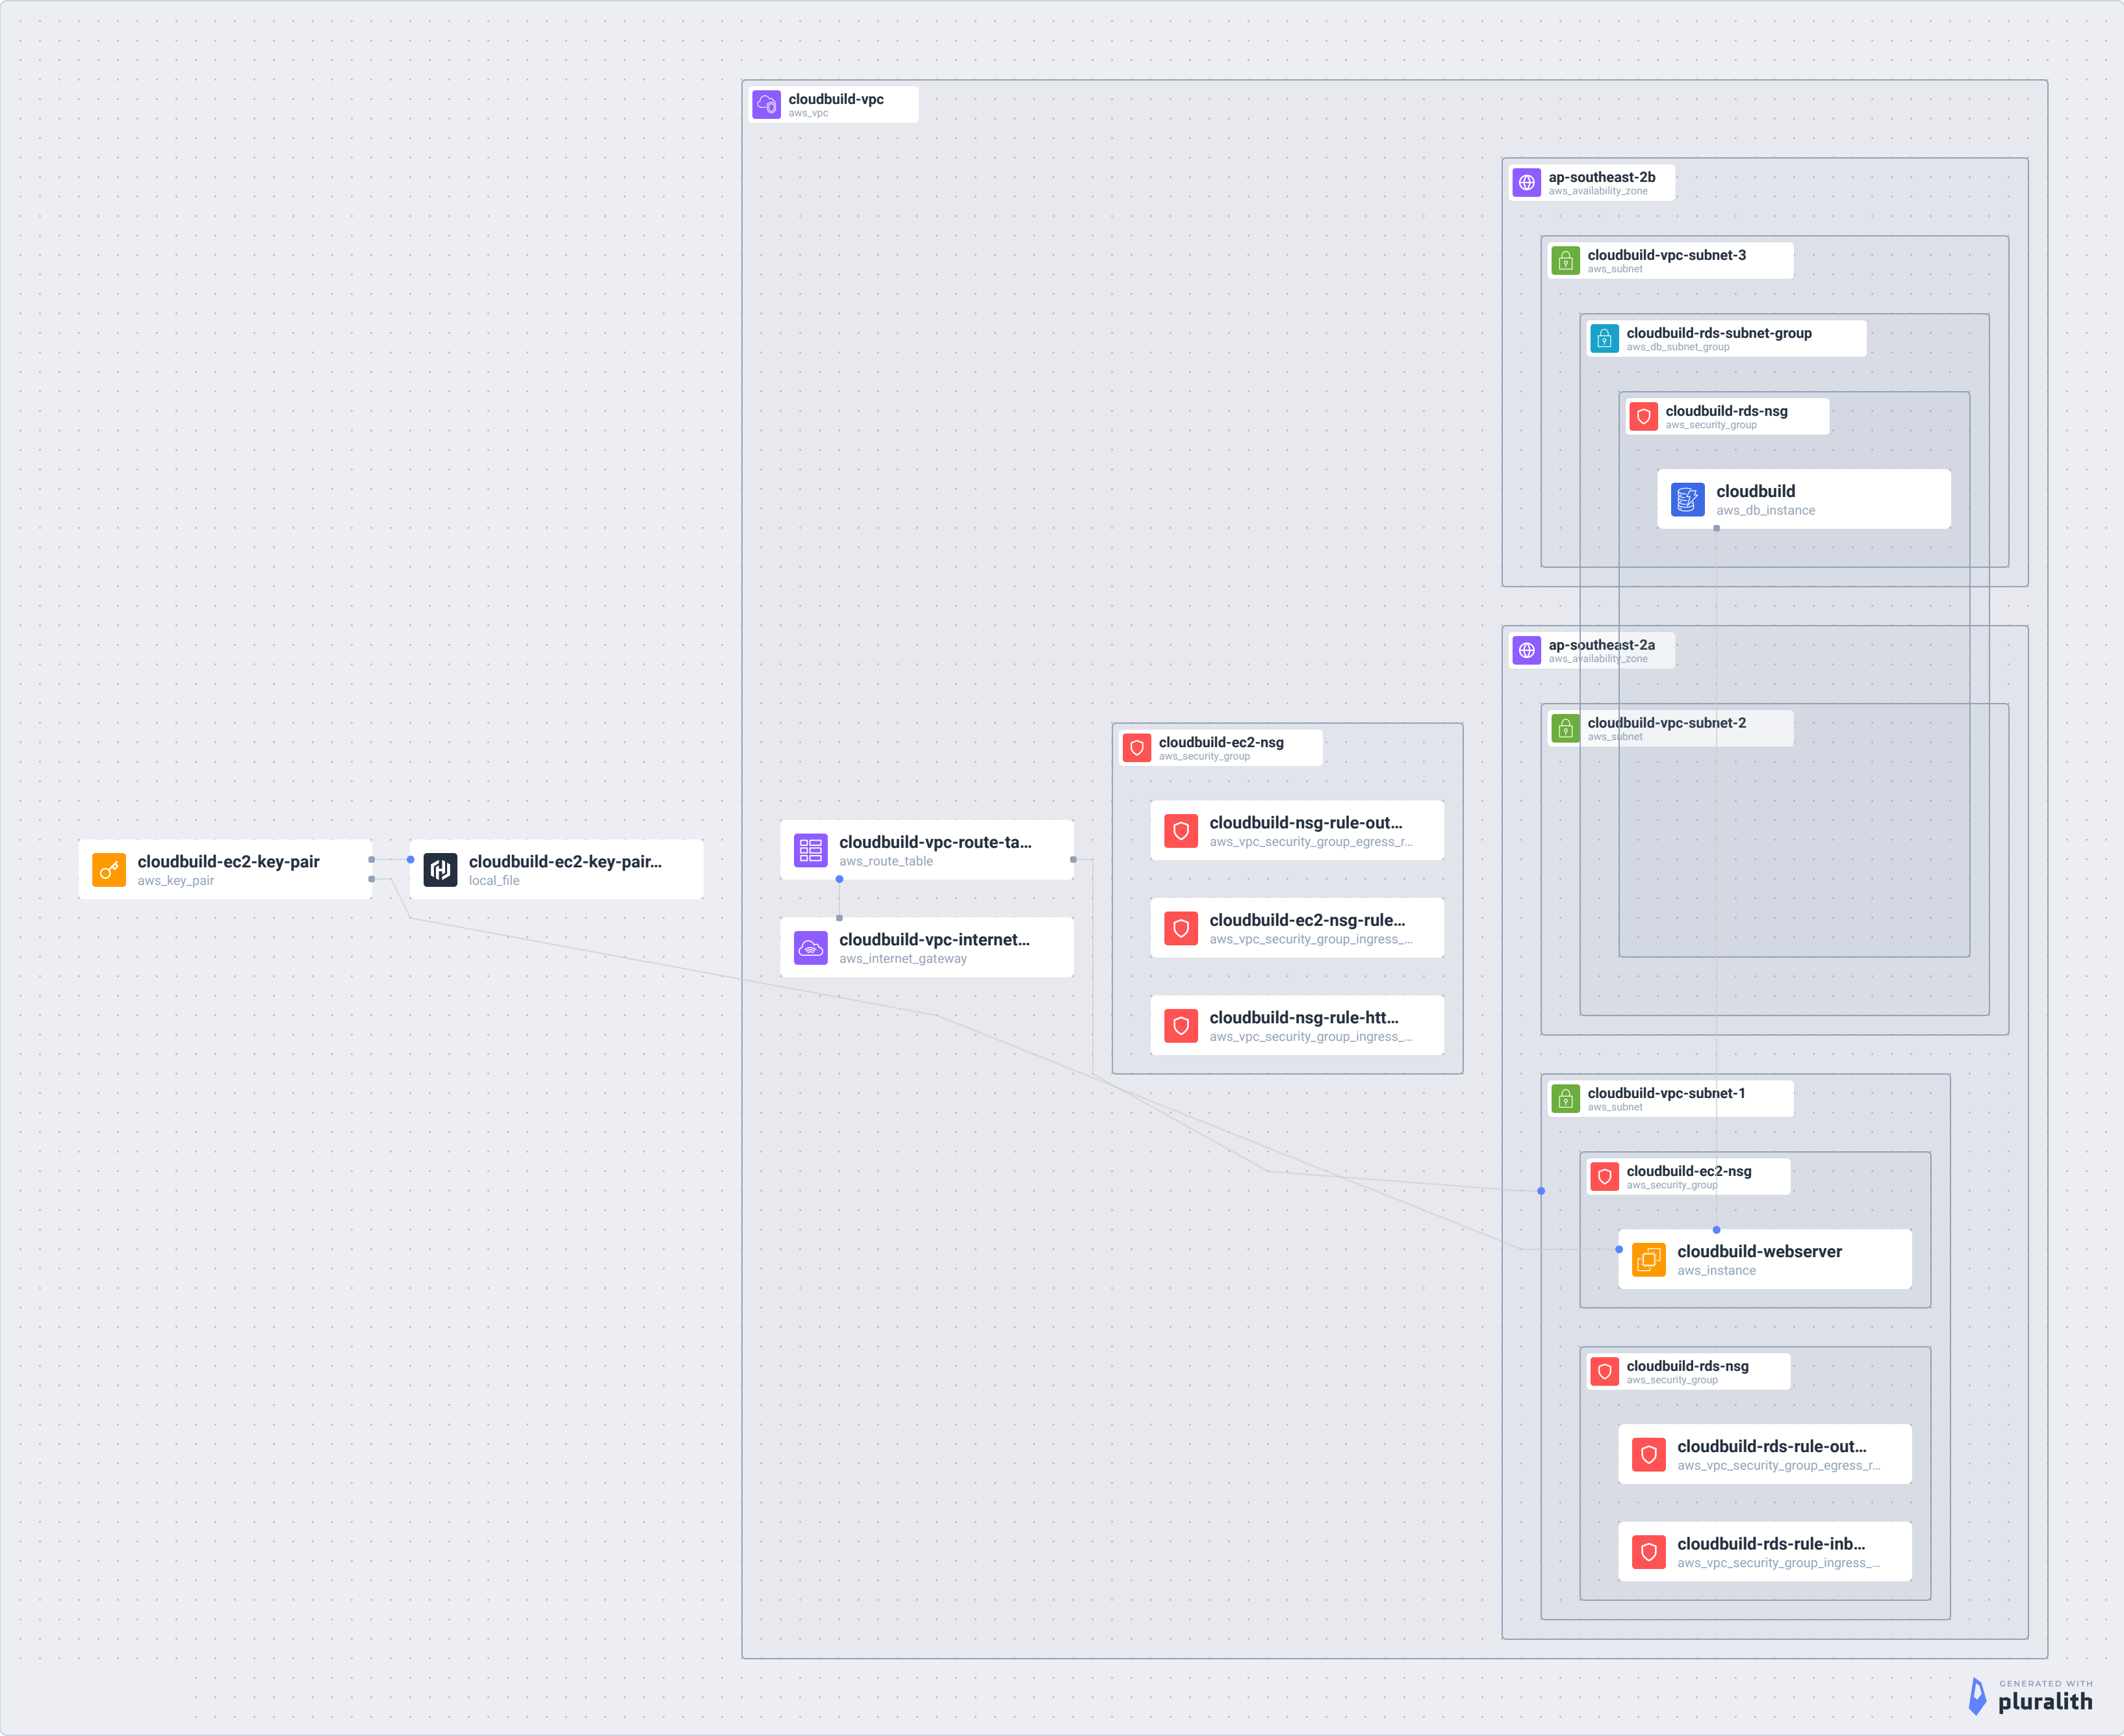 cloudbuild-vpc
aws_vpc
ap-southeast-2b
aws_availability_zone
cloudbuild-vpc-subnet-3
aws_subnet
cloudbuild-rds-subnet-group
aws_db_subnet_group
cloudbuild-rds-nsg
aws_security_group
cloudbuild
aws_db_instance
ap-southeast-2a
aws_availability_zone
cloudbuild-vpc-subnet-2
aws_subnet
cloudbuild-ec2-nsg
aws_security_group
cloudbuild-nsg-rule-out...
aws_vpc_security_group_egress_r...
cloudbuild-ec2-nsg-rule...
aws_vpc_security_group_ingress_...
cloudbuild-nsg-rule-htt...
aws_vpc_security_group_ingress_...
cloudbuild-ec2-key-pair
aws_key_pair
cloudbuild-ec2-key-pair...
local_file
cloudbuild-vpc-route-ta...
aws_route_table
cloudbuild-vpc-internet...
aws_internet_gateway
cloudbuild-vpc-subnet-1
aws_subnet
cloudbuild-ec2-nsg
aws_security_group
cloudbuild-webserver
aws_instance
cloudbuild-rds-nsg
aws_security_group
cloudbuild-rds-rule-out...
aws_vpc_security_group_egress_r...
cloudbuild-rds-rule-inb...
aws_vpc_security_group_ingress_...
GENERATED WITH
pluralith